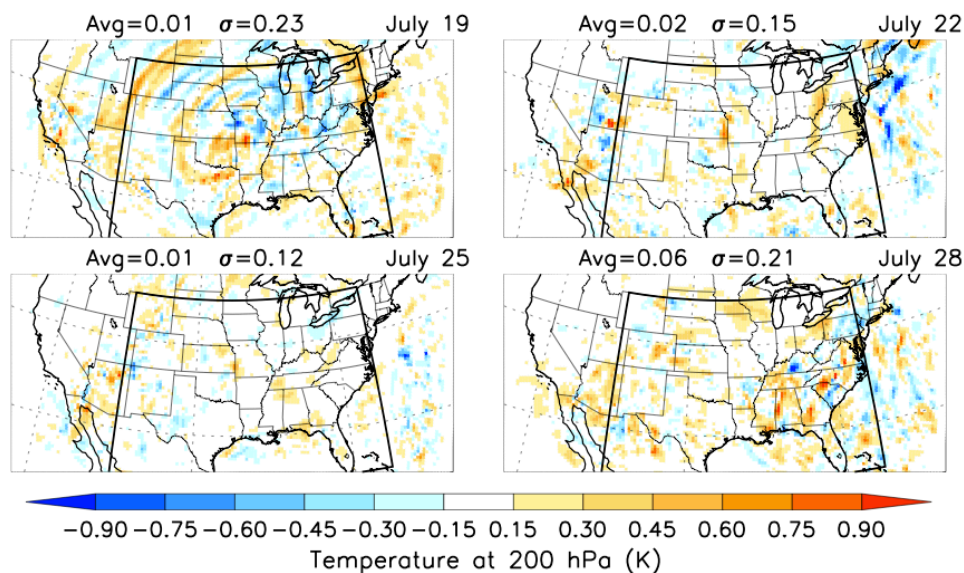 Avg=0.01 σ=0.23 July 19
Avg=0.02 σ=0.15 July 22
Avg=0.01 σ=0.12 July 25
Avg=0.06 σ=0.21 July 28
−0.90 −0.75 −0.60 −0.45 −0.30 −0.15 0.15 0.30 0.45 0.60 0.75 0.90
Temperature at 200 hPa (K)